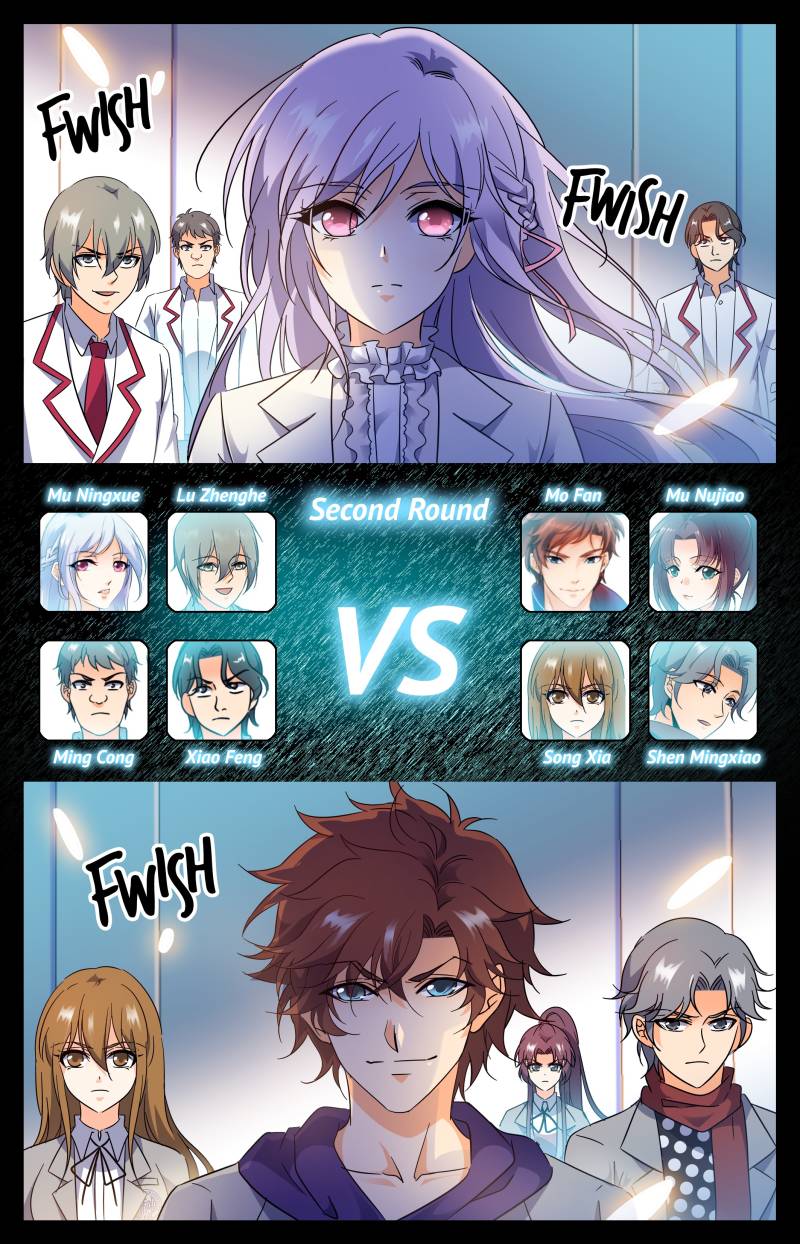 FWISH
FWISH
Mu Ningxue
Lu Zhenghe
Second Round
Mo Fan
Mu Nujiao
VS
Ming Cong
Xiao Feng
Song Xia
Shen Mingxiao
FWISH